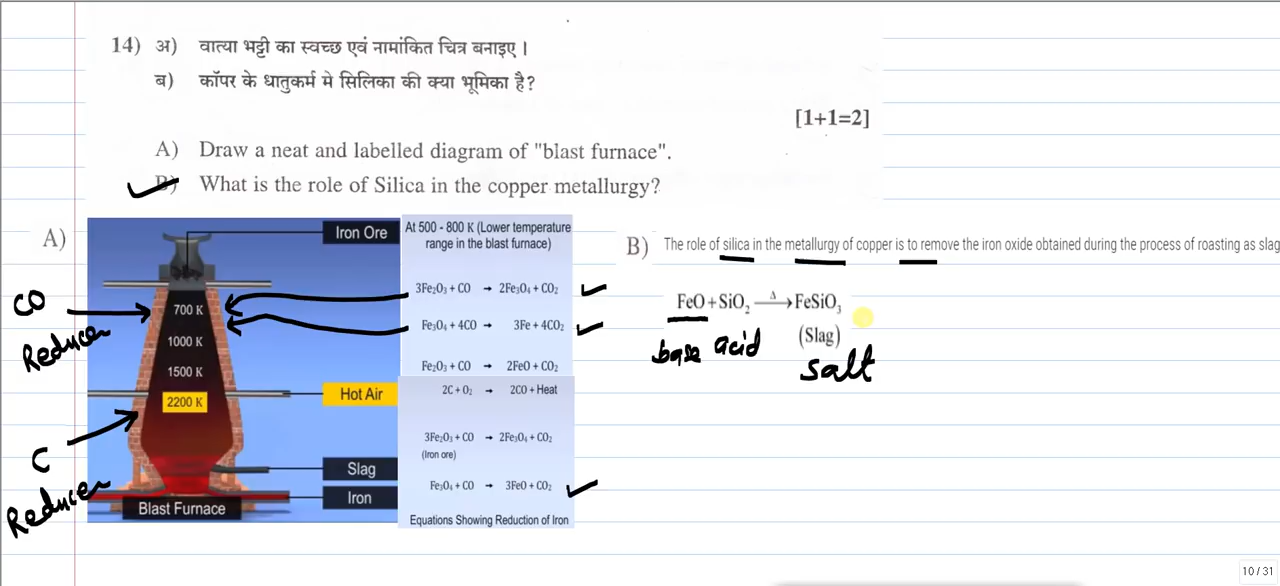 14) अ) वात्या भट्टी का स्वच्छ एवं नामांकित चित्र बनाइए ।
ब) कॉपर के धातुकर्म मे सिलिका की क्या भूमिका है?
[1+1=2]
A) Draw a neat and labelled diagram of "blast furnace".
B) What is the role of Silica in the copper metallurgy?
A)
Iron Ore
700 K
1000 K
1500 K
2200 K
Hot Air
Slag
Iron
Blast Furnace
CO
Reducer
C
Reducer
At 500 - 800 K (Lower temperature
range in the blast furnace)
3Fe₂O₃ + CO → 2Fe₃O₄ + CO₂
Fe₃O₄ + 4CO → 3Fe + 4CO₂
Fe₂O₃ + CO → 2FeO + CO₂
2C + O₂ → 2CO + Heat
3Fe₂O₃ + CO → 2Fe₃O₄ + CO₂
(Iron ore)
Fe₃O₄ + CO → 3FeO + CO₂
Equations Showing Reduction of Iron
B) The role of silica in the metallurgy of copper is to remove the iron oxide obtained during the process of roasting as slag
FeO + SiO₂ —Δ→ FeSiO₃
(Slag)
base acid salt
10 / 31